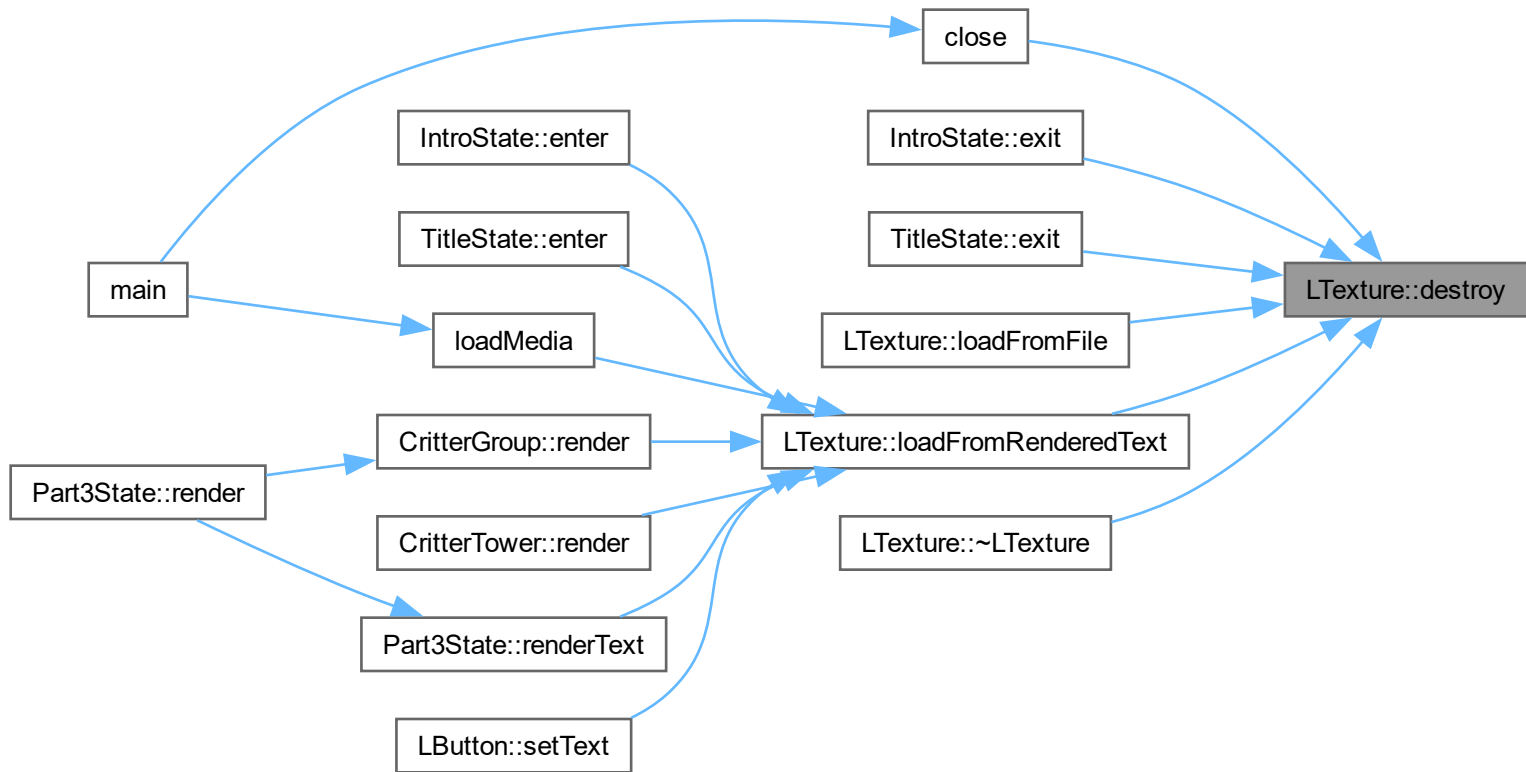 close
IntroState::enter
IntroState::exit
TitleState::enter
TitleState::exit
main
LTexture::destroy
loadMedia
LTexture::loadFromFile
CritterGroup::render
LTexture::loadFromRenderedText
Part3State::render
CritterTower::render
LTexture::~LTexture
Part3State::renderText
LButton::setText